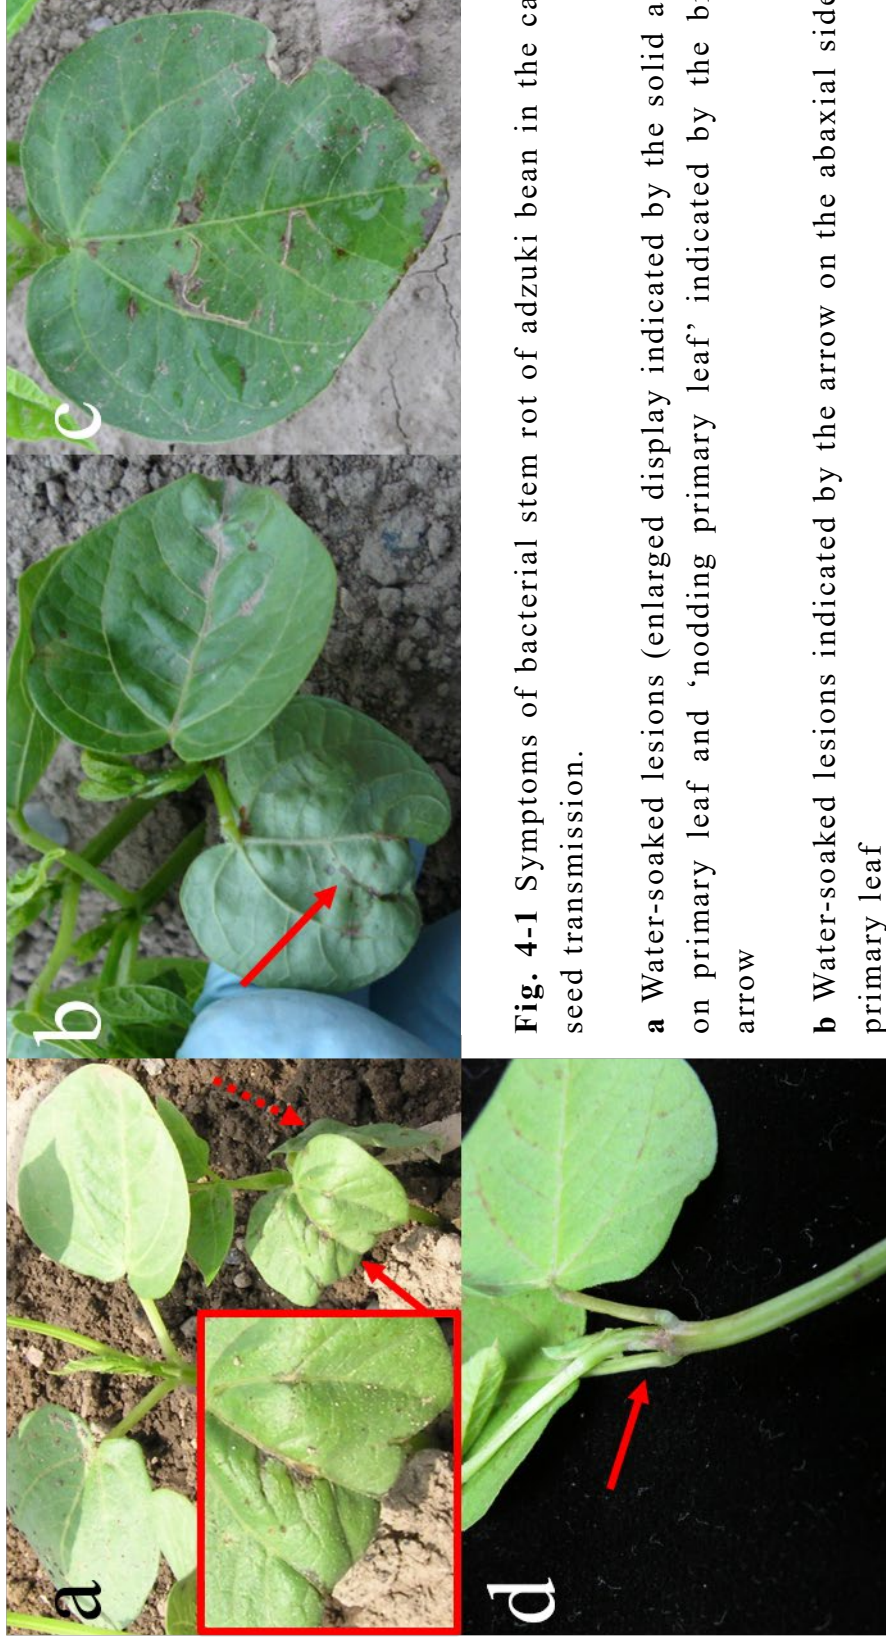 a
b
c
d
Fig. 4-1 Symptoms of bacterial stem rot of adzuki bean in the
seed transmission.
a Water-soaked lesions (enlarged display indicated by the solid
on primary leaf and ‘nodding primary leaf’ indicated by the
arrow
b Water-soaked lesions indicated by the arrow on the abaxial side
primary leaf